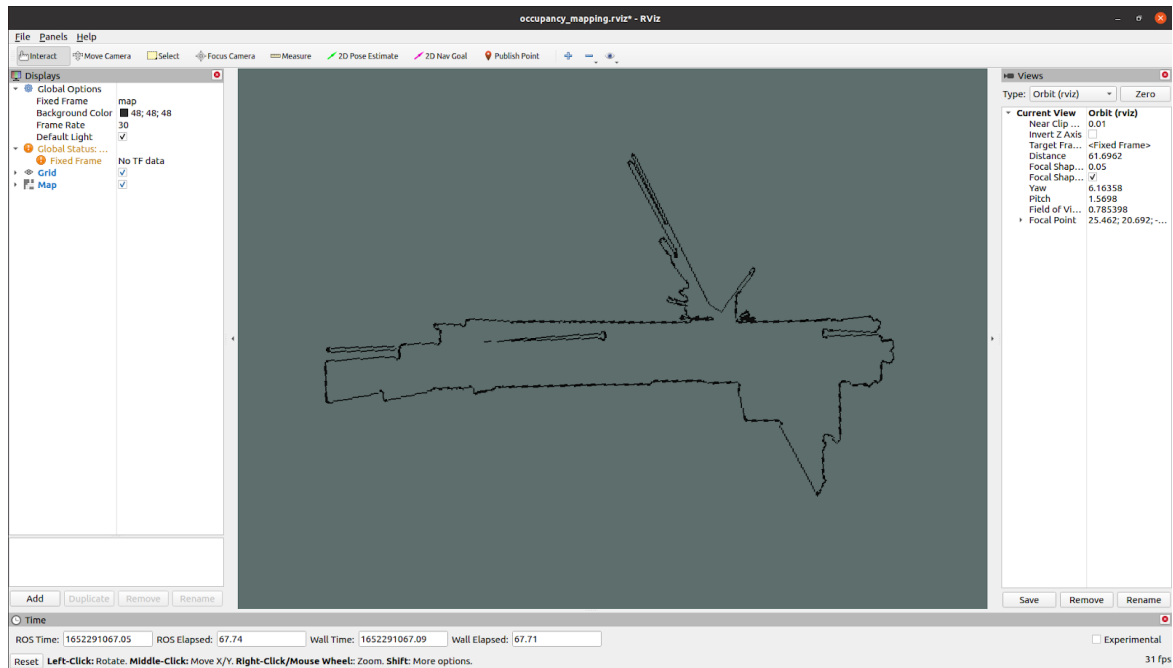 occupancy_mapping.rviz* - RViz
File Panels Help
Interact Move Camera Select Focus Camera Measure 2D Pose Estimate 2D Nav Goal Publish Point
Displays
Global Options
Fixed Frame map
Background Color 48; 48; 48
Frame Rate 30
Default Light
Global Status: ...
Fixed Frame No TF data
Grid
Map
Add Duplicate Remove Rename
Views
Type: Orbit (rviz) Zero
Current View Orbit (rviz)
Near Clip ... 0.01
Invert Z Axis
Target Fra... <Fixed Frame>
Distance 61.6962
Focal Shap... 0.05
Focal Shap...
Yaw 6.16358
Pitch 1.5698
Field of Vi... 0.785398
Focal Point 25.462; 20.692; -...
Save Remove Rename
Time
ROS Time: 1652291067.05 ROS Elapsed: 67.74 Wall Time: 1652291067.09 Wall Elapsed: 67.71 Experimental
Reset Left-Click: Rotate. Middle-Click: Move X/Y. Right-Click/Mouse Wheel:: Zoom. Shift: More options. 31 fps